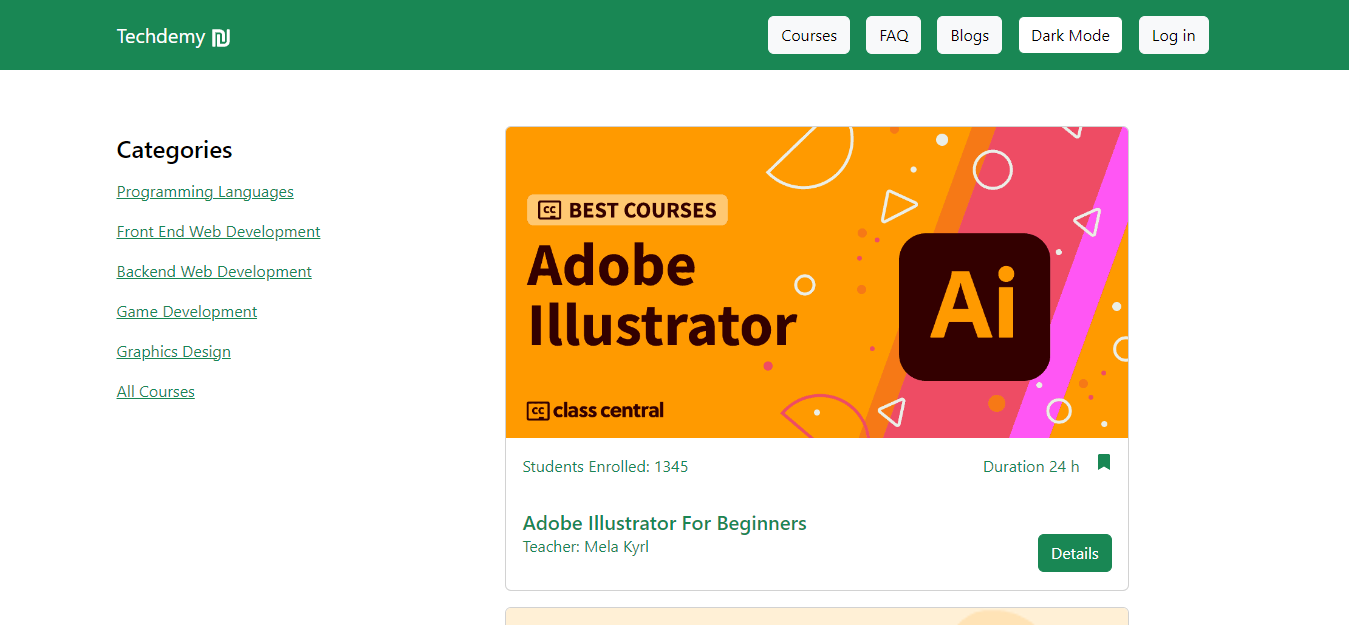 Techdemy
Courses
FAQ
Blogs
Dark Mode
Log in
Categories
Programming Languages
Front End Web Development
Backend Web Development
Game Development
Graphics Design
All Courses
cc BEST COURSES
Adobe
Illustrator
Ai
cc class central
Students Enrolled: 1345
Duration 24 h
Adobe Illustrator For Beginners
Teacher: Mela Kyrl
Details